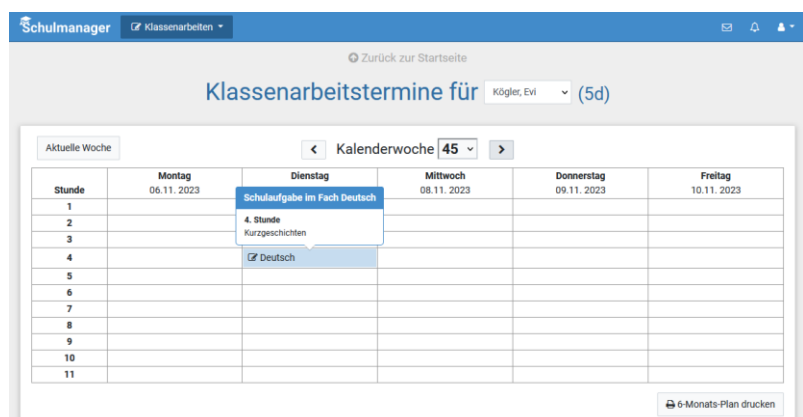 Schulmanager Klassenarbeiten
Zurück zur Startseite
Klassenarbeitstermine für Kögler, Evi (5d)
Aktuelle Woche Kalenderwoche 45
Stunde Montag 06.11. 2023 Dienstag Mittwoch 08.11. 2023 Donnerstag 09.11. 2023 Freitag 10.11. 2023
Schulaufgabe im Fach Deutsch
4. Stunde
Kurzgeschichten
1
2
3
4 Deutsch
5
6
7
8
9
10
11
6-Monats-Plan drucken